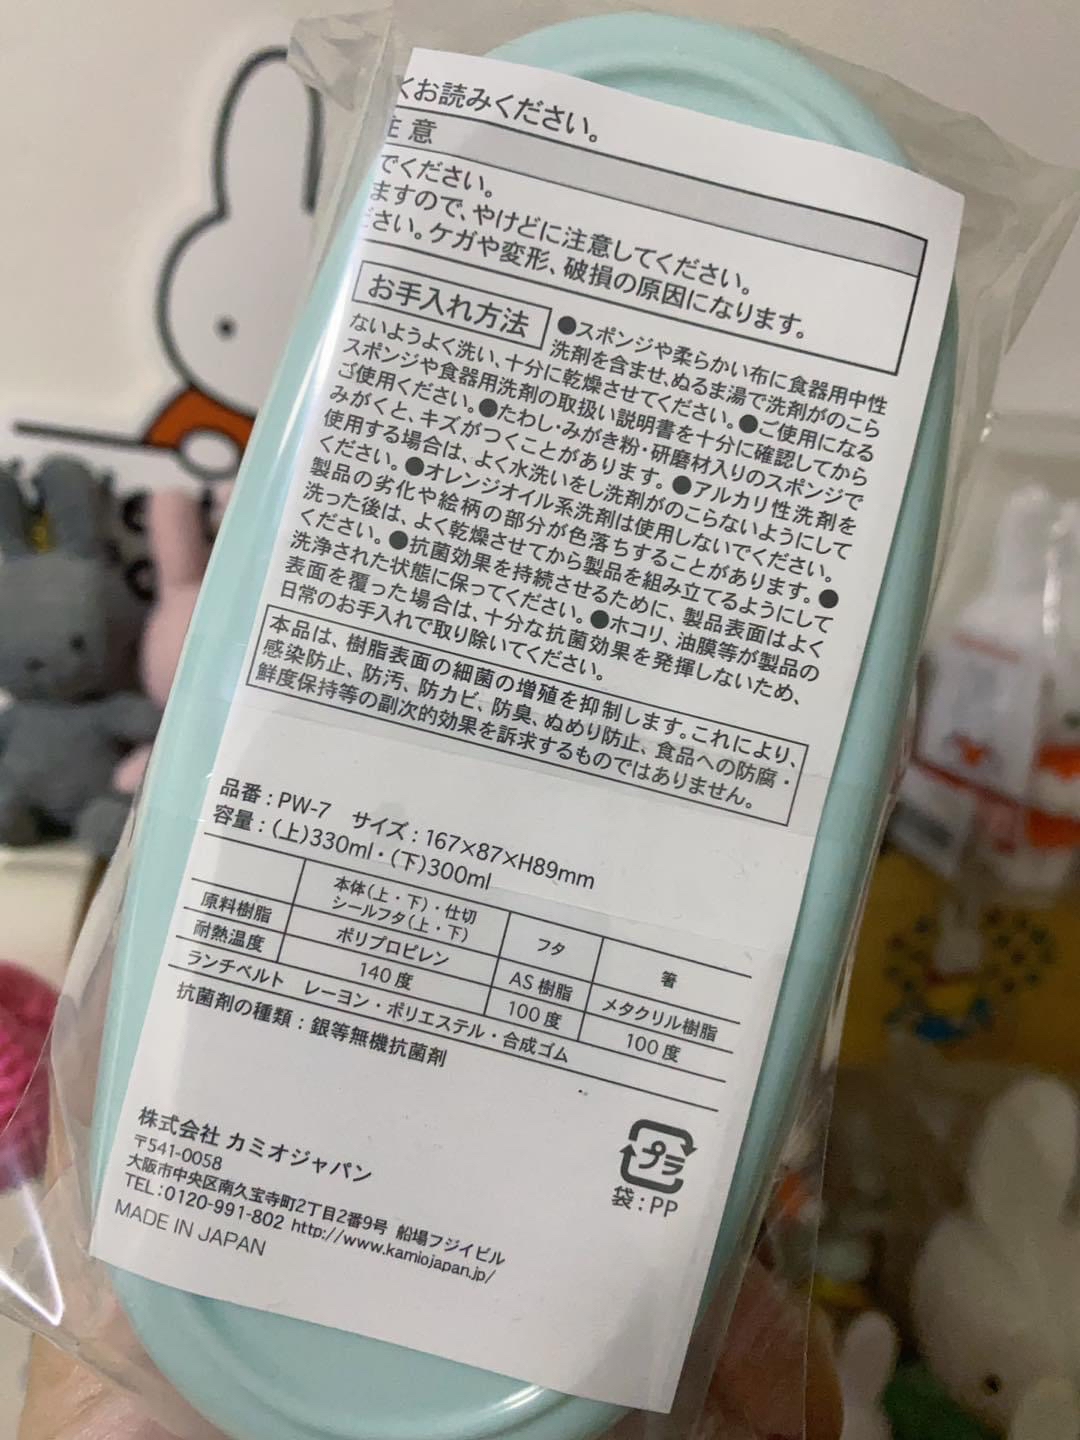 くお読みください。
注意
でください。
ますので、やけどに注意してください。
ださい。ケガや変形、破損の原因になります。
お手入れ方法
●スポンジや柔らかい布に食器用中性
洗剤を含ませ、ぬるま湯で洗剤がのこら
ないようよく洗い、十分に乾燥させてください。●ご使用になる
スポンジや食器用洗剤の取扱い説明書を十分に確認してから
ご使用ください。●たわし・みがき粉・研磨材入りのスポンジで
みがくと、キズがつくことがあります。●アルカリ性洗剤を
使用する場合は、よく水洗いをし洗剤がのこらないようにして
ください。●オレンジオイル系洗剤は使用しないでください。
製品の劣化や絵柄の部分が色落ちすることがあります。●
洗った後は、よく乾燥させてから製品を組み立てるようにして
ください。●抗菌効果を持続させるために、製品表面はよく
洗浄された状態に保ってください。●ホコリ、油膜等が製品の
表面を覆った場合は、十分な抗菌効果を発揮しないため、
日常のお手入れで取り除いてください。
本品は、樹脂表面の細菌の増殖を抑制します。これにより、
感染防止、防汚、防カビ、防臭、ぬめり防止、食品への防腐・
鮮度保持等の副次的効果を訴求するものではありません。
品番:PW-7 サイズ:167×87×H89mm
容量:(上)330ml・(下)300ml
本体(上・下)・仕切
シールフタ(上・下) フタ 箸
原料樹脂 ポリプロピレン AS樹脂 メタクリル樹脂
耐熱温度 140度 100度 100度
ランチベルト レーヨン・ポリエステル・合成ゴム
抗菌剤の種類:銀等無機抗菌剤
株式会社 カミオジャパン
〒541-0058
大阪市中央区南久宝寺町2丁目2番9号 船場フジイビル
TEL:0120-991-802 http://www.kamiojapan.jp/
MADE IN JAPAN
プラ
袋:PP